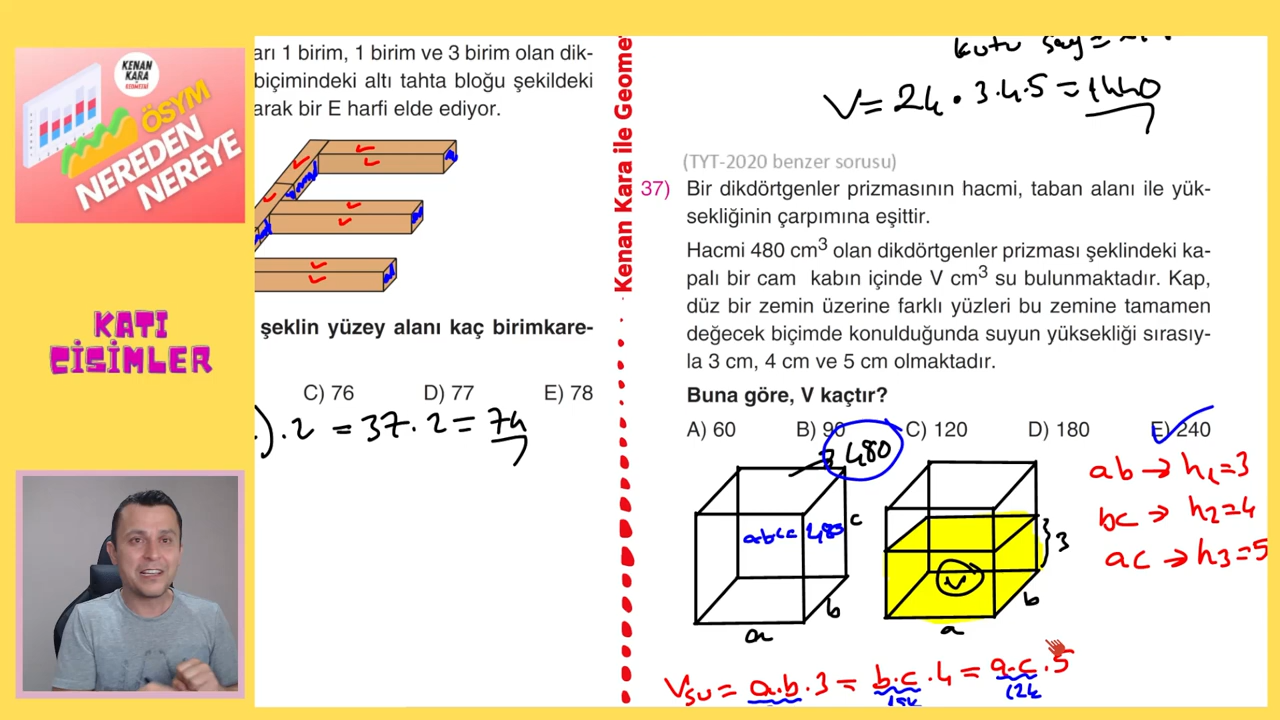 KENAN
KARA
ile
GEOMETRİ
ÖSYM
NEREDEN
NEREYE
KATI
CİSİMLER
arı 1 birim, 1 birim ve 3 birim olan dik-
biçimindeki altı tahta bloğu şekildeki
arak bir E harfi elde ediyor.
şeklin yüzey alanı kaç birimkare-
C) 76 D) 77 E) 78
.2 = 37.2 = 74
Kenan Kara ile Geome
V = 24.3.4.5 = 1440
(TYT-2020 benzer sorusu)
37) Bir dikdörtgenler prizmasının hacmi, taban alanı ile yük-
sekliğinin çarpımına eşittir.
Hacmi 480 cm³ olan dikdörtgenler prizması şeklindeki ka-
palı bir cam kabın içinde V cm³ su bulunmaktadır. Kap,
düz bir zemin üzerine farklı yüzleri bu zemine tamamen
değecek biçimde konulduğunda suyun yüksekliği sırasıy-
la 3 cm, 4 cm ve 5 cm olmaktadır.
Buna göre, V kaçtır?
A) 60 B) 90 C) 120 D) 180 E) 240
480
abc = 480
c
b
a
V
3
b
a
ab → h1=3
bc → h2=4
ac → h3=5
Vsu = a.b.3 = b.c.4 = a.c.5
15k 12k